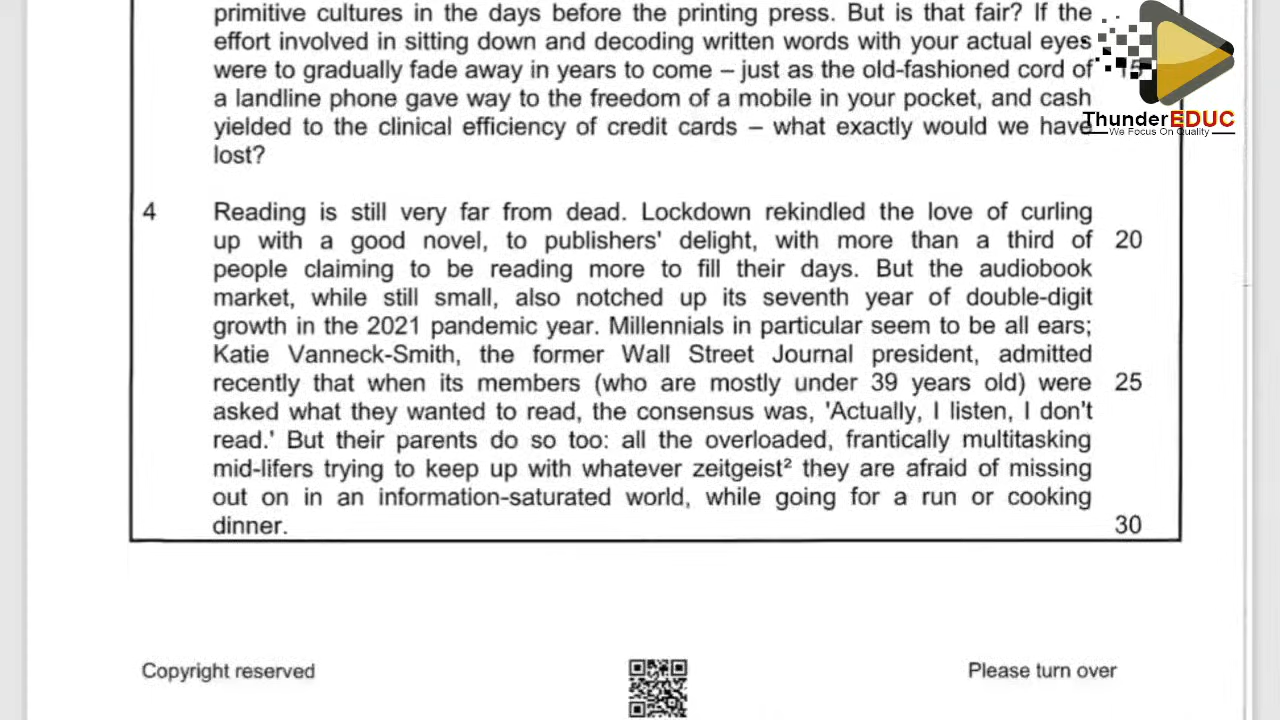 primitive cultures in the days before the printing press. But is that fair? If the
effort involved in sitting down and decoding written words with your actual eyes
were to gradually fade away in years to come – just as the old-fashioned cord of 15
a landline phone gave way to the freedom of a mobile in your pocket, and cash
yielded to the clinical efficiency of credit cards – what exactly would we have
lost?
ThunderEDUC
We Focus On Quality
4 Reading is still very far from dead. Lockdown rekindled the love of curling
up with a good novel, to publishers' delight, with more than a third of 20
people claiming to be reading more to fill their days. But the audiobook
market, while still small, also notched up its seventh year of double-digit
growth in the 2021 pandemic year. Millennials in particular seem to be all ears;
Katie Vanneck-Smith, the former Wall Street Journal president, admitted
recently that when its members (who are mostly under 39 years old) were 25
asked what they wanted to read, the consensus was, 'Actually, I listen, I don't
read.' But their parents do so too: all the overloaded, frantically multitasking
mid-lifers trying to keep up with whatever zeitgeist² they are afraid of missing
out on in an information-saturated world, while going for a run or cooking
dinner. 30
Copyright reserved
Please turn over